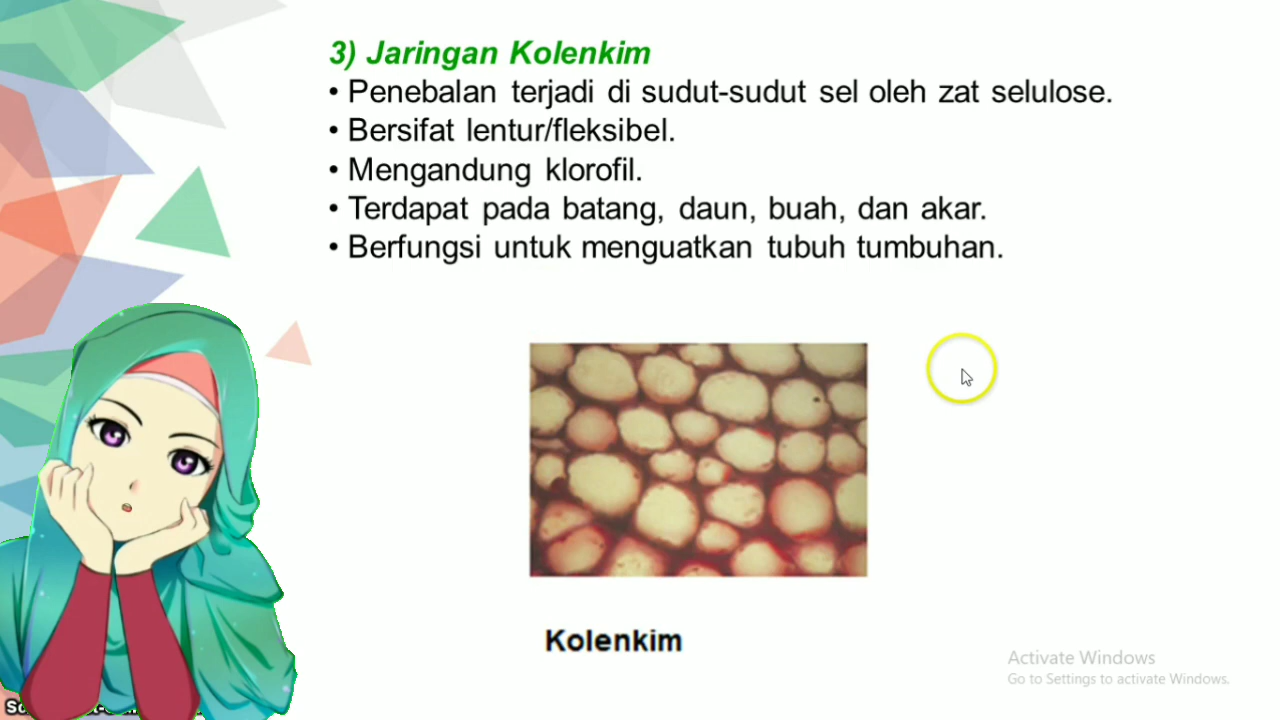 3) Jaringan Kolenkim
• Penebalan terjadi di sudut-sudut sel oleh zat selulose.
• Bersifat lentur/fleksibel.
• Mengandung klorofil.
• Terdapat pada batang, daun, buah, dan akar.
• Berfungsi untuk menguatkan tubuh tumbuhan.
Kolenkim
Activate Windows
Go to Settings to activate Windows.